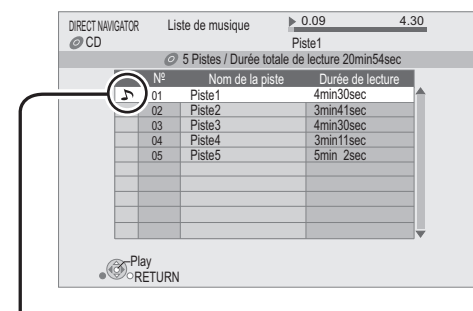 DIRECT NAVIGATOR Liste de musique 0.09 4.30
CD Piste1
5 Pistes / Durée totale de lecture 20min54sec
Nº Nom de la piste Durée de lecture
01 Piste1 4min30sec
02 Piste2 3min41sec
03 Piste3 4min30sec
04 Piste4 3min11sec
05 Piste5 5min 2sec
Play
RETURN